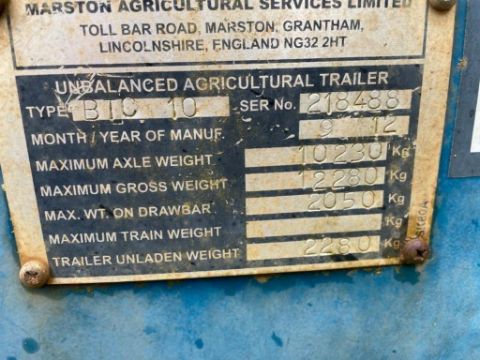 MARSTON AGRICULTURAL SERVICES LIMITED
TOLL BAR ROAD, MARSTON, GRANTHAM,
LINCOLNSHIRE, ENGLAND NG32 2HT
UNBALANCED AGRICULTURAL TRAILER
TYPE BTC 10 SER No. 218488
MONTH / YEAR OF MANUF. 9 12
MAXIMUM AXLE WEIGHT 10230 Kg
MAXIMUM GROSS WEIGHT 12280 Kg
MAX. WT. ON DRAWBAR 2050 Kg
MAXIMUM TRAIN WEIGHT Kg
TRAILER UNLADEN WEIGHT 2280 Kg